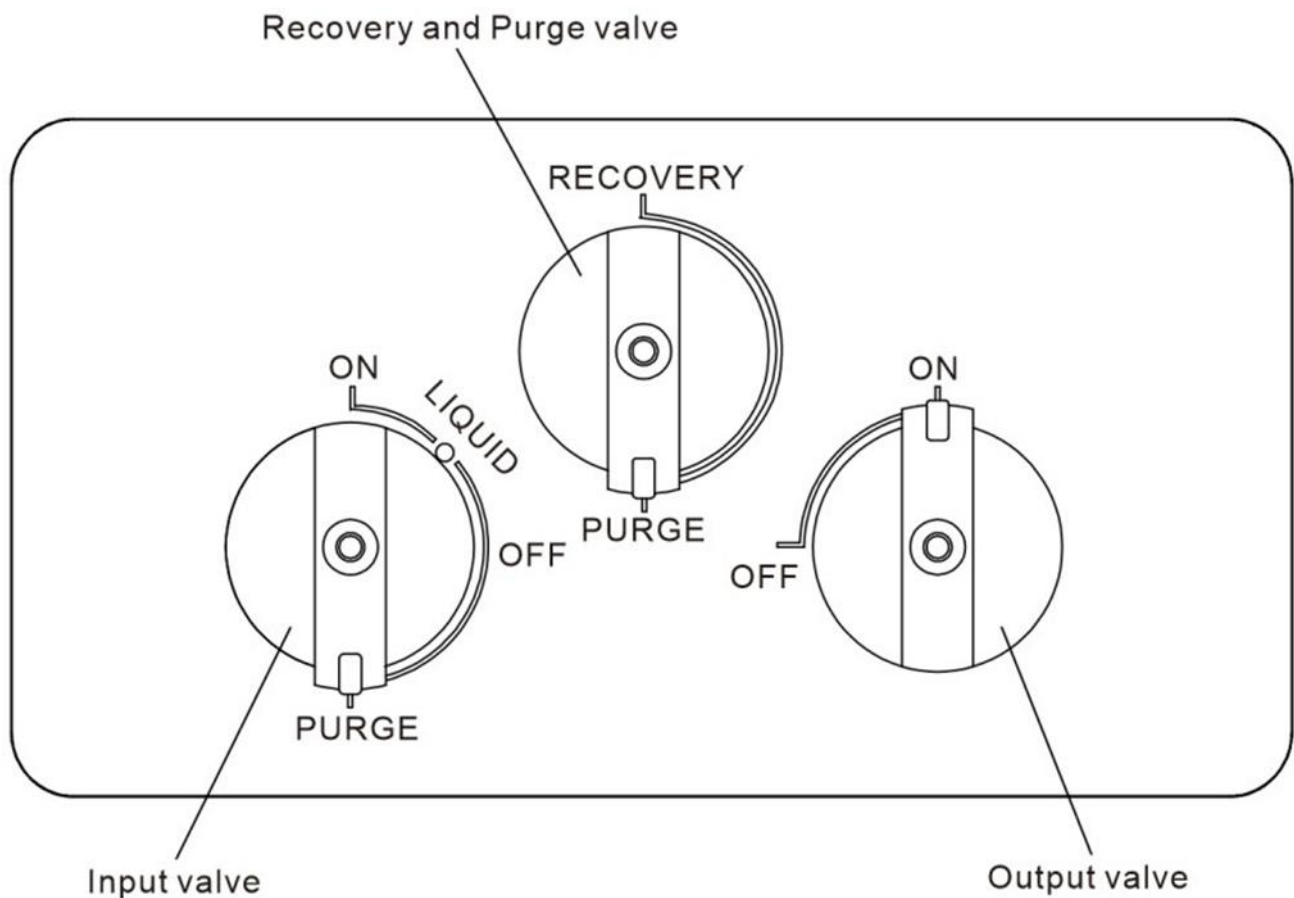 Recovery and Purge valve
RECOVERY
ON
LIQUID
OFF
PURGE
PURGE
ON
OFF
Input valve
Output valve